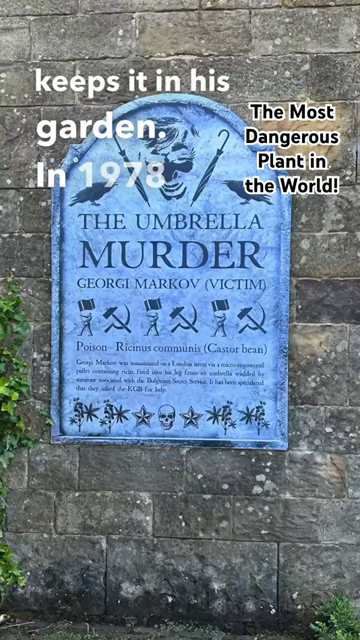 keeps it in his
garden.
In 1978
The Most
Dangerous
Plant in
the World!
THE UMBRELLA
MURDER
GEORGI MARKOV (VICTIM)
Poison - Ricinus communis (Castor bean)
Georgi Markov was assassinated on a London street via a micro-engineered
pellet containing ricin, fired into his leg from an umbrella wielded by
someone associated with the Bulgarian Secret Service. It has been speculated
that they asked the KGB for help.